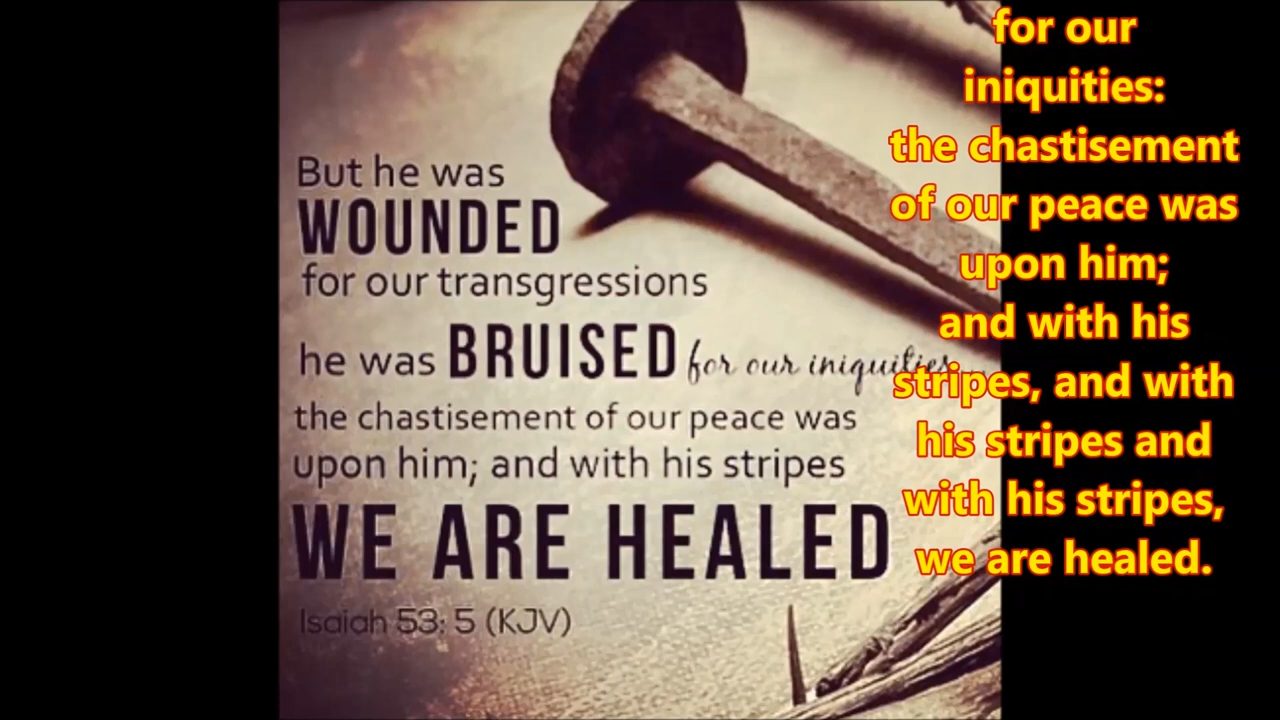 But he was
WOUNDED
for our transgressions
he was BRUISED for our iniquities
the chastisement of our peace was
upon him; and with his stripes
WE ARE HEALED
Isaiah 53: 5 (KJV)
for our
iniquities:
the chastisement
of our peace was
upon him;
and with his
stripes, and with
his stripes and
with his stripes,
we are healed.